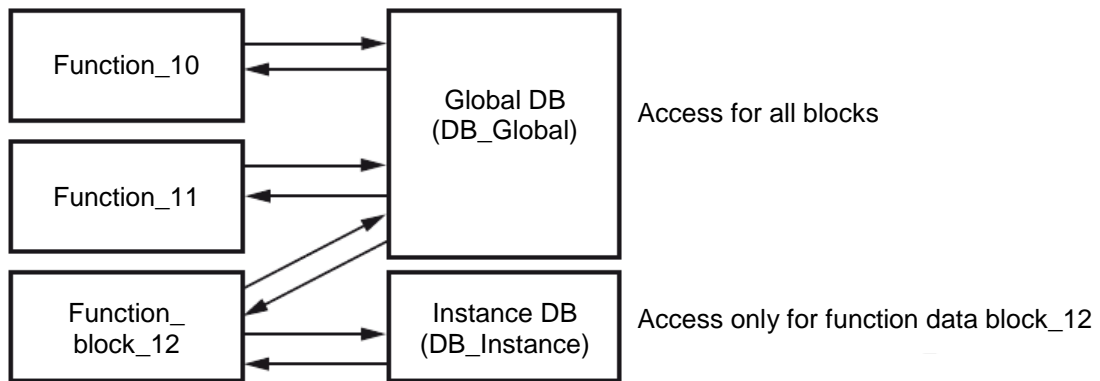 Function_10
Global DB
(DB_Global)
Access for all blocks
Function_11
Function_
block_12
Instance DB
(DB_Instance)
Access only for function data block_12